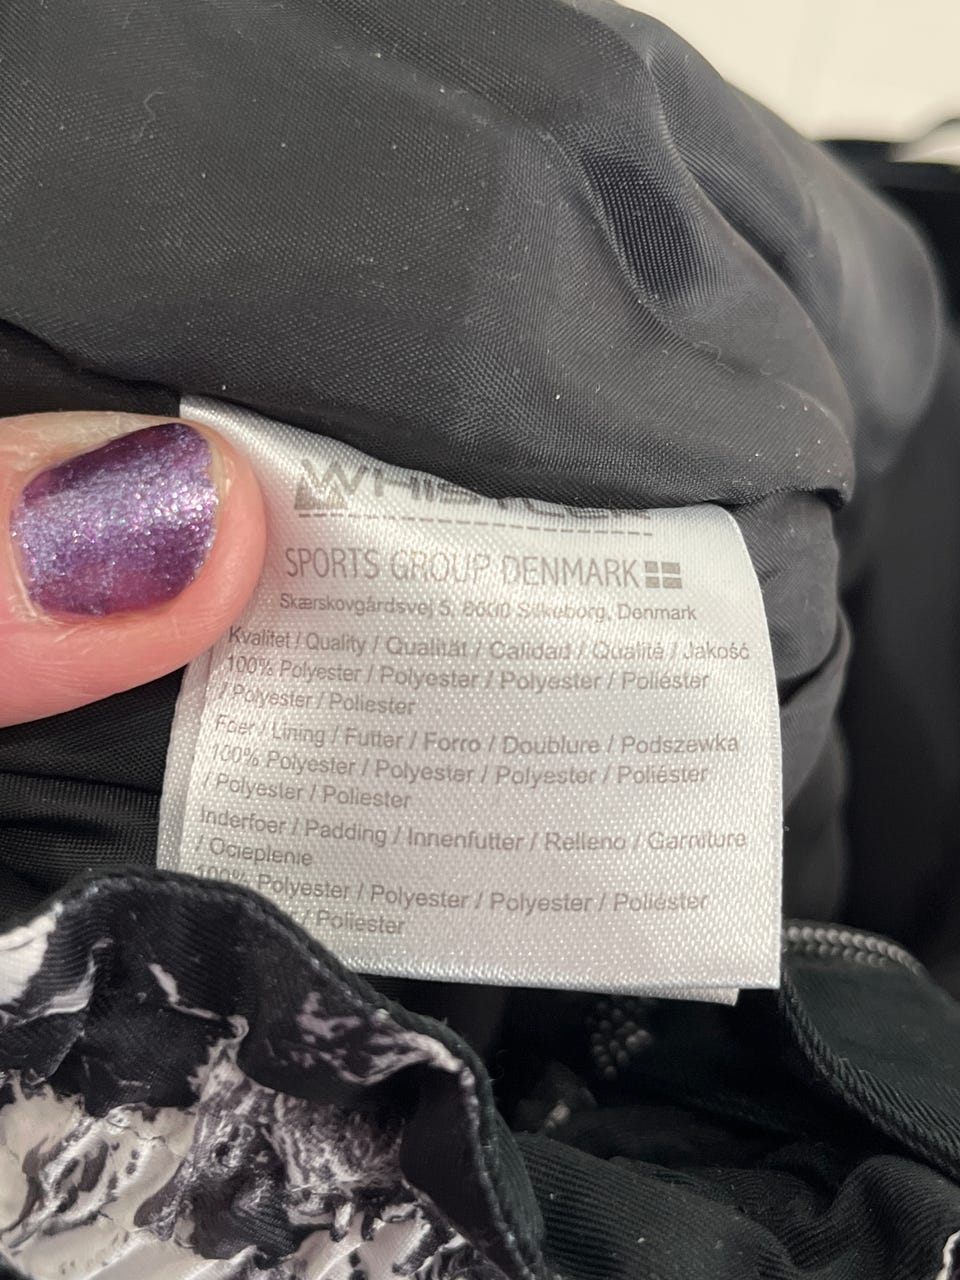 WHISTLER
SPORTS GROUP DENMARK
Skærskovgårdsvej 5, 8600 Silkeborg, Denmark
Kvalitet / Quality / Qualität / Calidad / Qualité / Jakość
100% Polyester / Polyester / Polyester / Poliéster
/ Polyester / Poliester
Foer / Lining / Futter / Forro / Doublure / Podszewka
100% Polyester / Polyester / Polyester / Poliéster
/ Polyester / Poliester
Inderfoer / Padding / Innenfutter / Relleno / Garniture
/ Ocieplenie
100% Polyester / Polyester / Polyester / Poliéster
/ Poliester